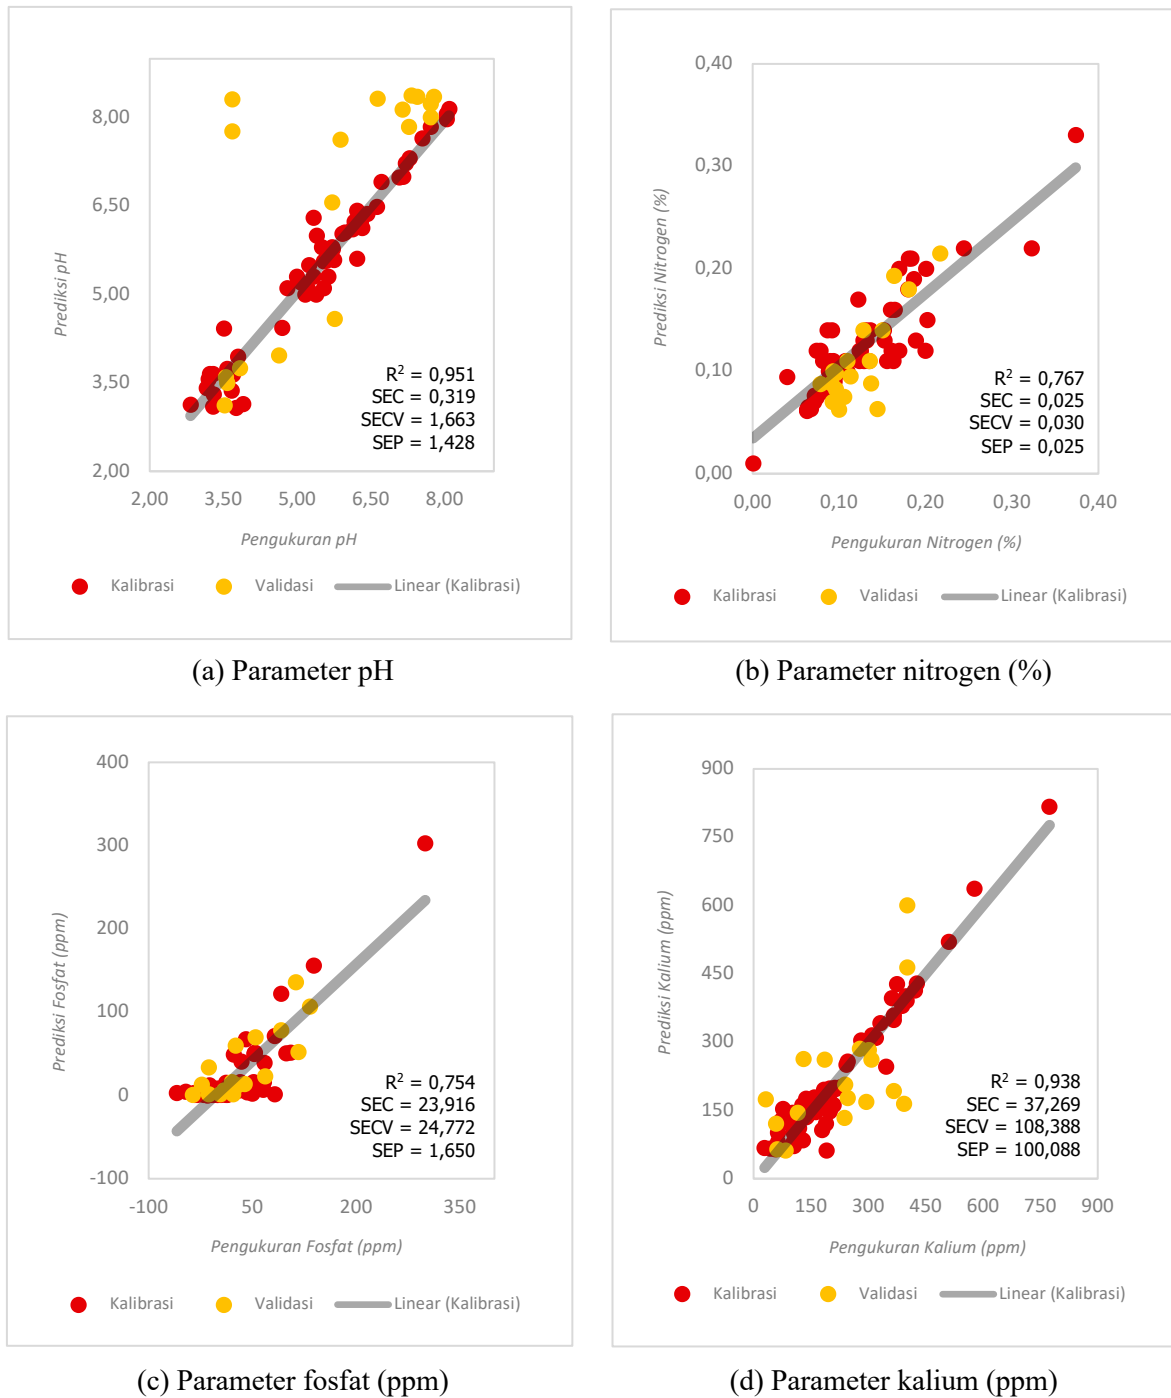 8,00
6,50
5,00
3,50
2,00
Prediksi pH
R² = 0,951
SEC = 0,319
SECV = 1,663
SEP = 1,428
2,00 3,50 5,00 6,50 8,00
Pengukuran pH
Kalibrasi Validasi Linear (Kalibrasi)
(a) Parameter pH
0,40
0,30
0,20
0,10
0,00
Prediksi Nitrogen (%)
R² = 0,767
SEC = 0,025
SECV = 0,030
SEP = 0,025
0,00 0,10 0,20 0,30 0,40
Pengukuran Nitrogen (%)
Kalibrasi Validasi Linear (Kalibrasi)
(b) Parameter nitrogen (%)
400
300
200
100
0
-100
Prediksi Fosfat (ppm)
R² = 0,754
SEC = 23,916
SECV = 24,772
SEP = 1,650
-100 50 200 350
Pengukuran Fosfat (ppm)
Kalibrasi Validasi Linear (Kalibrasi)
(c) Parameter fosfat (ppm)
900
750
600
450
300
150
0
Prediksi Kalium (ppm)
R² = 0,938
SEC = 37,269
SECV = 108,388
SEP = 100,088
0 150 300 450 600 750 900
Pengukuran Kalium (ppm)
Kalibrasi Validasi Linear (Kalibrasi)
(d) Parameter kalium (ppm)